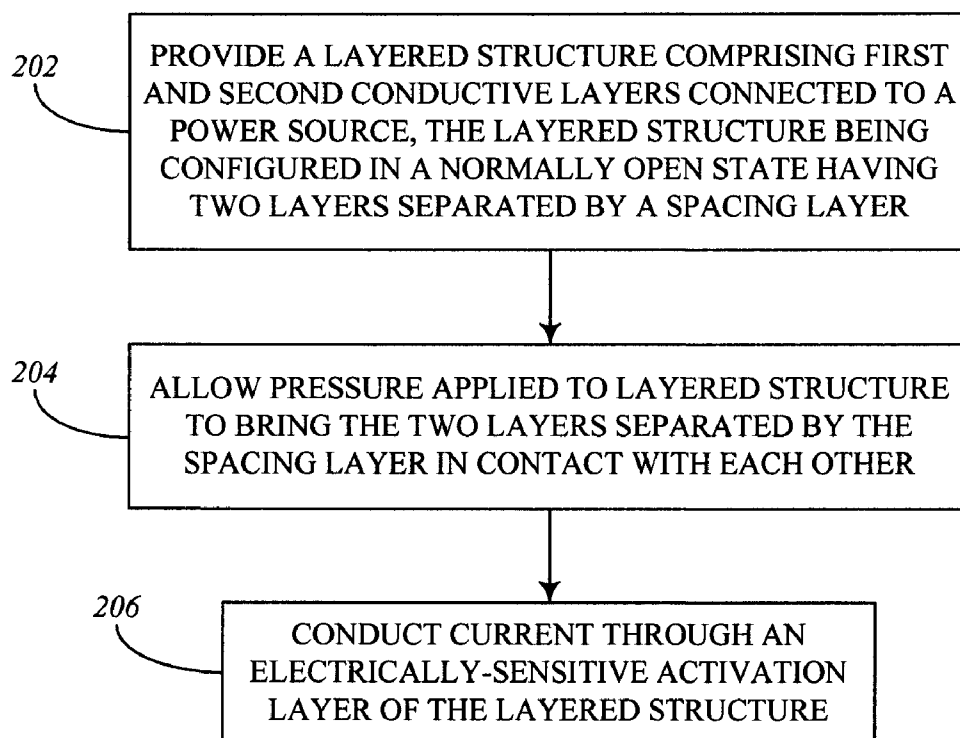 202
PROVIDE A LAYERED STRUCTURE COMPRISING FIRST
AND SECOND CONDUCTIVE LAYERS CONNECTED TO A
POWER SOURCE, THE LAYERED STRUCTURE BEING
CONFIGURED IN A NORMALLY OPEN STATE HAVING
TWO LAYERS SEPARATED BY A SPACING LAYER
204
ALLOW PRESSURE APPLIED TO LAYERED STRUCTURE
TO BRING THE TWO LAYERS SEPARATED BY THE
SPACING LAYER IN CONTACT WITH EACH OTHER
206
CONDUCT CURRENT THROUGH AN
ELECTRICALLY-SENSITIVE ACTIVATION
LAYER OF THE LAYERED STRUCTURE